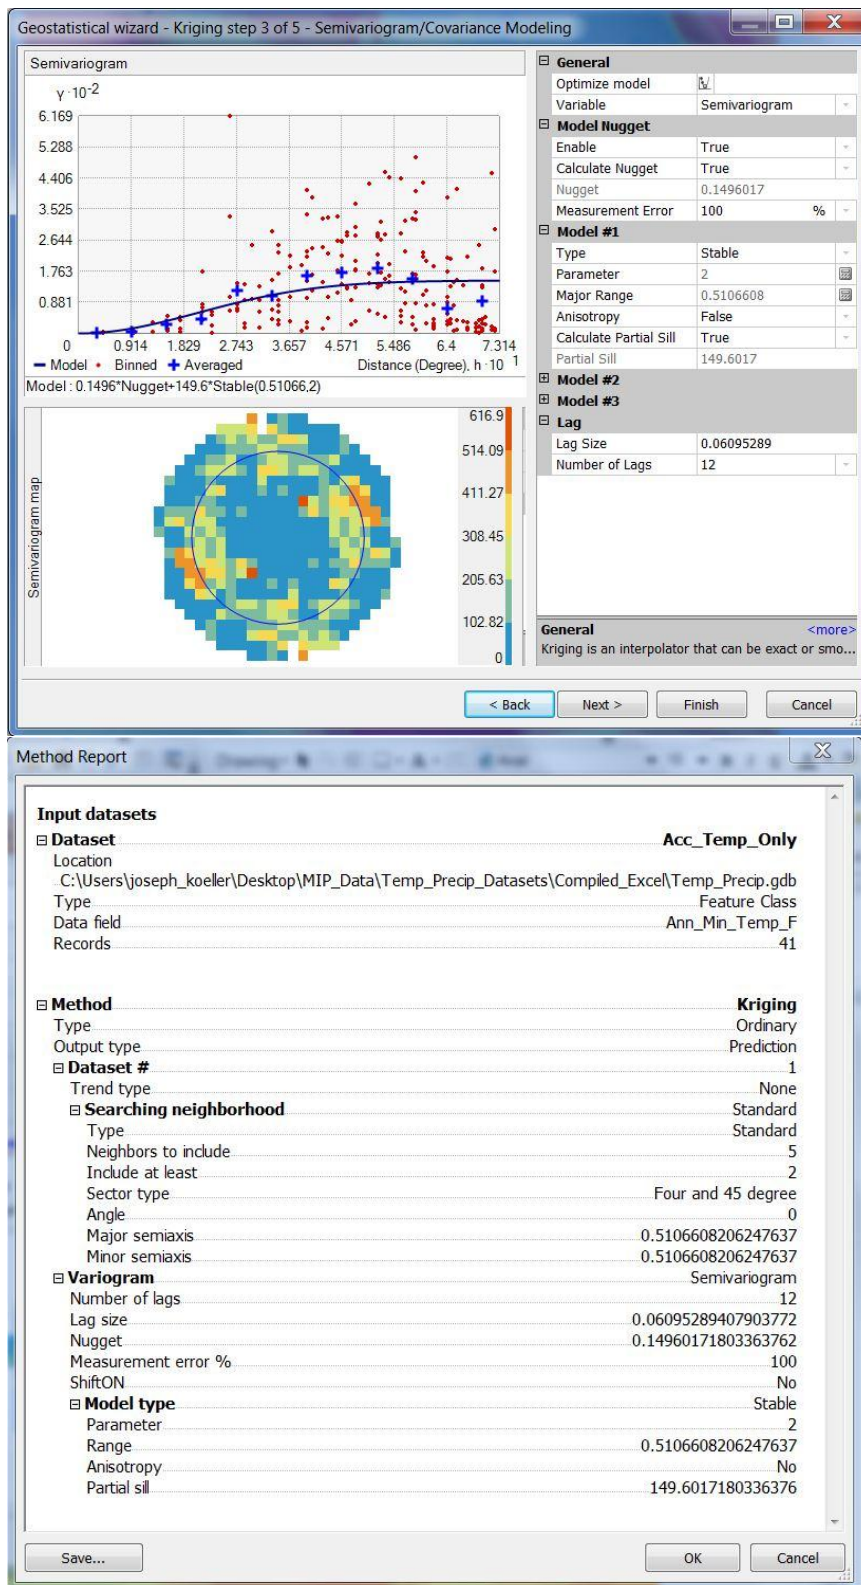 Geostatistical wizard - Kriging step 3 of 5 - Semivariogram/Covariance Modeling
Semivariogram
γ·10⁻²
6.169
5.288
4.406
3.525
2.644
1.763
0.881
0 0.914 1.829 2.743 3.657 4.571 5.486 6.4 7.314
Model Binned Averaged Distance (Degree), h·10⁻¹
Model : 0.1496*Nugget+149.6*Stable(0.51066,2)
Semivariogram map
616.9
514.09
411.27
308.45
205.63
102.82
0
General
Optimize model
Variable Semivariogram
Model Nugget
Enable True
Calculate Nugget True
Nugget 0.1496017
Measurement Error 100 %
Model #1
Type Stable
Parameter 2
Major Range 0.5106608
Anisotropy False
Calculate Partial Sill True
Partial Sill 149.6017
Model #2
Model #3
Lag
Lag Size 0.06095289
Number of Lags 12
General <more>
Kriging is an interpolator that can be exact or smo...
< Back Next > Finish Cancel
Method Report
Input datasets
Dataset Acc_Temp_Only
Location
C:\Users\joseph_koeller\Desktop\MIP_Data\Temp_Precip_Datasets\Compiled_Excel\Temp_Precip.gdb
Type Feature Class
Data field Ann_Min_Temp_F
Records 41
Method Kriging
Type Ordinary
Output type Prediction
Dataset # 1
Trend type None
Searching neighborhood Standard
Type Standard
Neighbors to include 5
Include at least 2
Sector type Four and 45 degree
Angle 0
Major semiaxis 0.5106608206247637
Minor semiaxis 0.5106608206247637
Variogram Semivariogram
Number of lags 12
Lag size 0.06095289407903772
Nugget 0.14960171803363762
Measurement error % 100
ShiftON No
Model type Stable
Parameter 2
Range 0.5106608206247637
Anisotropy No
Partial sill 149.6017180336376
Save... OK Cancel